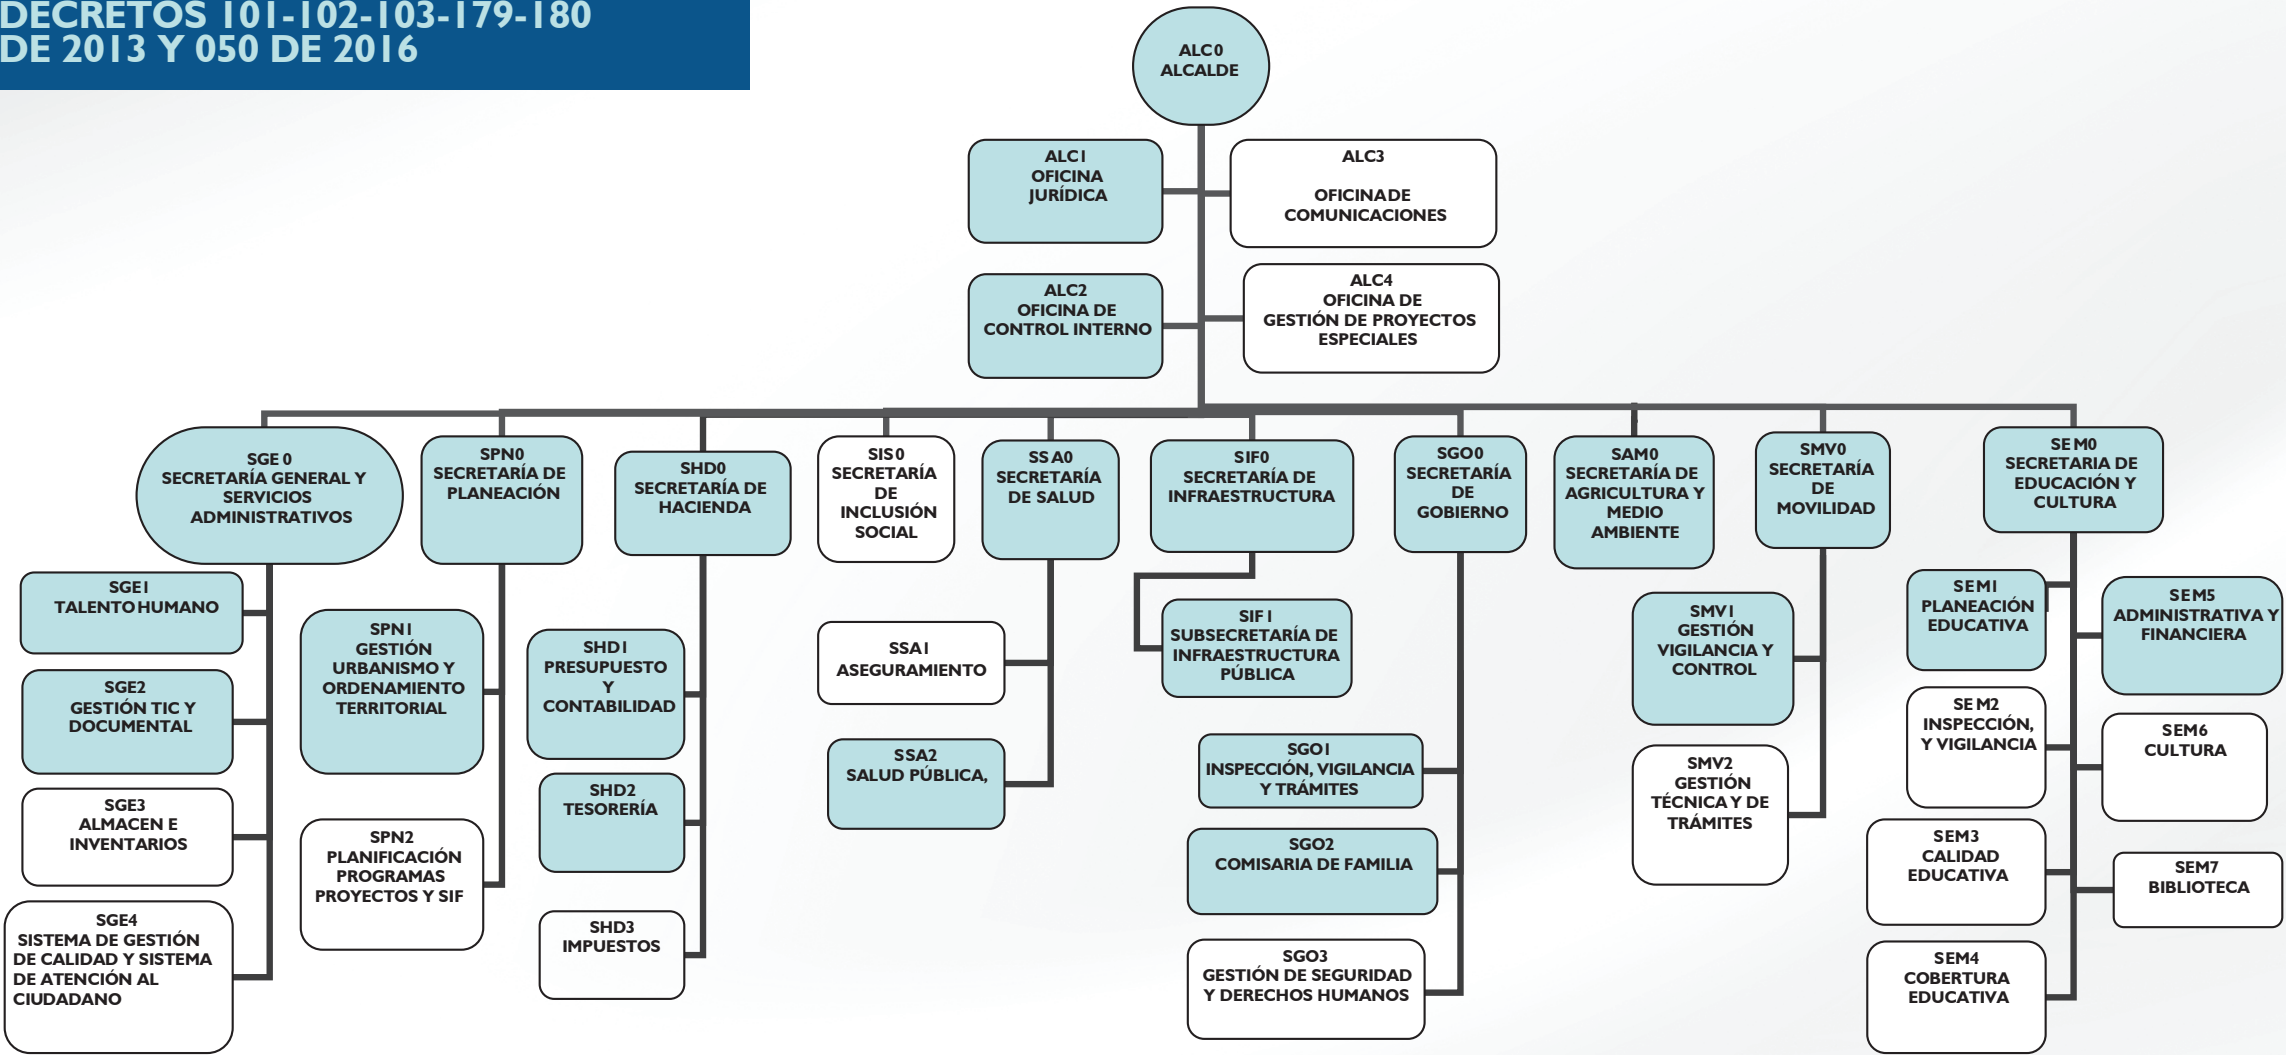 DECRETOS 101-102-103-179-180
DE 2013 Y 050 DE 2016
ALC0
ALCALDE
ALC1
OFICINA
JURÍDICA
ALC3
OFICINA DE
COMUNICACIONES
ALC2
OFICINA DE
CONTROL INTERNO
ALC4
OFICINA DE
GESTIÓN DE PROYECTOS
ESPECIALES
SGE0
SECRETARÍA GENERAL Y
SERVICIOS
ADMINISTRATIVOS
SPN0
SECRETARÍA DE
PLANEACIÓN
SHD0
SECRETARÍA DE
HACIENDA
SIS0
SECRETARÍA
DE
INCLUSIÓN
SOCIAL
SSA0
SECRETARÍA
DE SALUD
SIF0
SECRETARÍA DE
INFRAESTRUCTURA
SGO0
SECRETARÍA
DE
GOBIERNO
SAM0
SECRETARÍA DE
AGRICULTURA Y
MEDIO
AMBIENTE
SMV0
SECRETARÍA
DE
MOVILIDAD
SEM0
SECRETARIA DE
EDUCACIÓN Y
CULTURA
SGE1
TALENTO HUMANO
SGE2
GESTIÓN TIC Y
DOCUMENTAL
SGE3
ALMACEN E
INVENTARIOS
SGE4
SISTEMA DE GESTIÓN
DE CALIDAD Y SISTEMA
DE ATENCIÓN AL
CIUDADANO
SPN1
GESTIÓN
URBANISMO Y
ORDENAMIENTO
TERRITORIAL
SPN2
PLANIFICACIÓN
PROGRAMAS
PROYECTOS Y SIF
SHD1
PRESUPUESTO
Y
CONTABILIDAD
SHD2
TESORERÍA
SHD3
IMPUESTOS
SSA1
ASEGURAMIENTO
SSA2
SALUD PÚBLICA,
SIF1
SUBSECRETARÍA DE
INFRAESTRUCTURA
PÚBLICA
SGO1
INSPECCIÓN, VIGILANCIA
Y TRÁMITES
SGO2
COMISARIA DE FAMILIA
SGO3
GESTIÓN DE SEGURIDAD
Y DERECHOS HUMANOS
SMV1
GESTIÓN
VIGILANCIA Y
CONTROL
SMV2
GESTIÓN
TÉCNICA Y DE
TRÁMITES
SEM1
PLANEACIÓN
EDUCATIVA
SEM2
INSPECCIÓN,
Y VIGILANCIA
SEM3
CALIDAD
EDUCATIVA
SEM4
COBERTURA
EDUCATIVA
SEM5
ADMINISTRATIVA Y
FINANCIERA
SEM6
CULTURA
SEM7
BIBLIOTECA